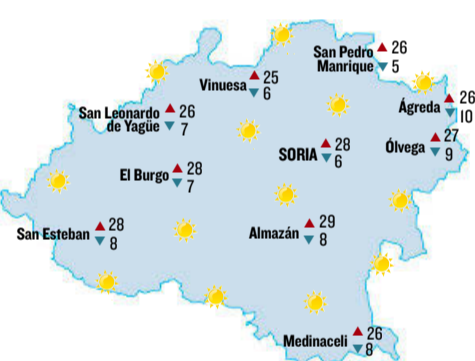 San Pedro
Manrique
26
5
Vinuesa
25
6
Ágreda
26
10
San Leonardo
de Yagüe
26
7
SORIA
28
6
Ólvega
27
9
El Burgo
28
7
San Esteban
28
8
Almazán
29
8
Medinaceli
26
8